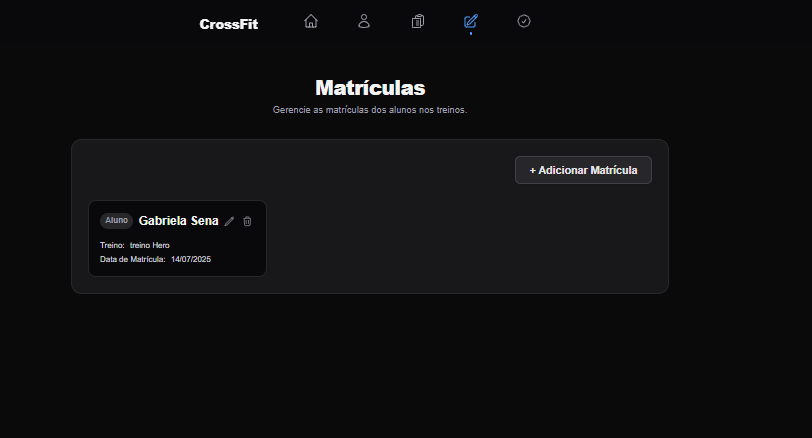 CrossFit
Matrículas
Gerencie as matrículas dos alunos nos treinos.
+ Adicionar Matrícula
Aluno Gabriela Sena
Treino: treino Hero
Data de Matrícula: 14/07/2025